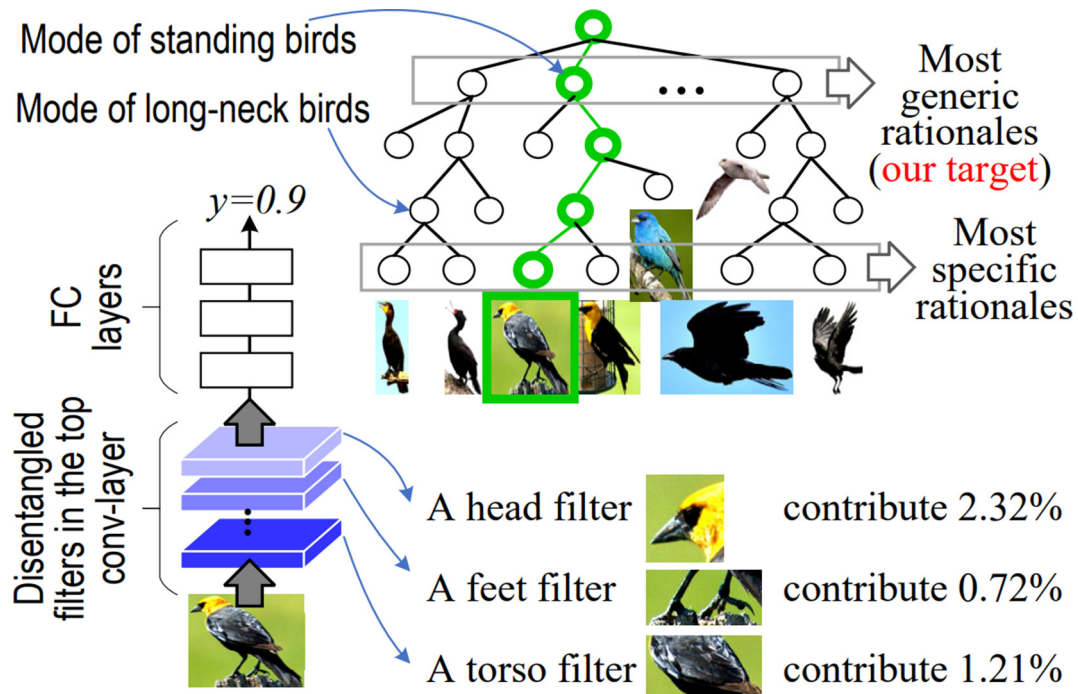 Mode of standing birds
Mode of long-neck birds
Most
generic
rationales
(our target)
Most
specific
rationales
y=0.9
FC
layers
Disentangled
filters in the top
conv-layer
A head filter
contribute 2.32%
A feet filter
contribute 0.72%
A torso filter
contribute 1.21%